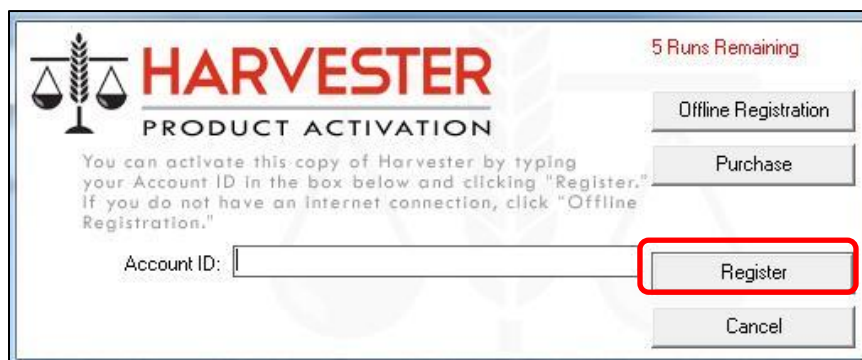 HARVESTER
PRODUCT ACTIVATION
5 Runs Remaining
Offline Registration
Purchase
You can activate this copy of Harvester by typing
your Account ID in the box below and clicking "Register."
If you do not have an internet connection, click "Offline
Registration."
Account ID:
Register
Cancel